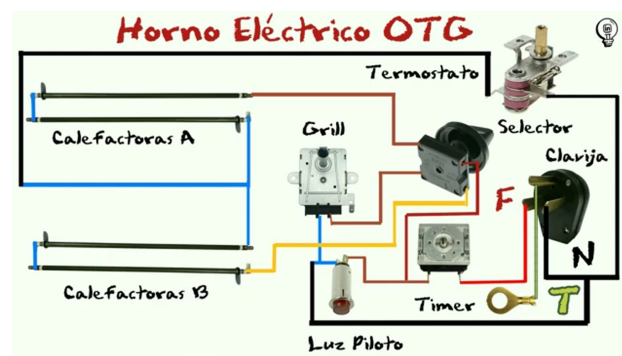 Horno Eléctrico OTG
Termostato
Calefactoras A
Grill
Selector
Clavija
F
N
Calefactoras B
Timer
T
Luz Piloto